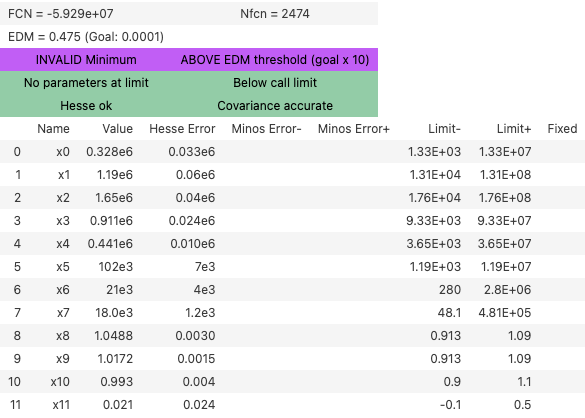 FCN = -5.929e+07 Nfcn = 2474
EDM = 0.475 (Goal: 0.0001)
INVALID Minimum ABOVE EDM threshold (goal x 10)
No parameters at limit Below call limit
Hesse ok Covariance accurate
Name Value Hesse Error Minos Error- Minos Error+ Limit- Limit+ Fixed
0 x0 0.328e6 0.033e6 1.33E+03 1.33E+07
1 x1 1.19e6 0.06e6 1.31E+04 1.31E+08
2 x2 1.65e6 0.04e6 1.76E+04 1.76E+08
3 x3 0.911e6 0.024e6 9.33E+03 9.33E+07
4 x4 0.441e6 0.010e6 3.65E+03 3.65E+07
5 x5 102e3 7e3 1.19E+03 1.19E+07
6 x6 21e3 4e3 280 2.8E+06
7 x7 18.0e3 1.2e3 48.1 4.81E+05
8 x8 1.0488 0.0030 0.913 1.09
9 x9 1.0172 0.0015 0.913 1.09
10 x10 0.993 0.004 0.9 1.1
11 x11 0.021 0.024 -0.1 0.5